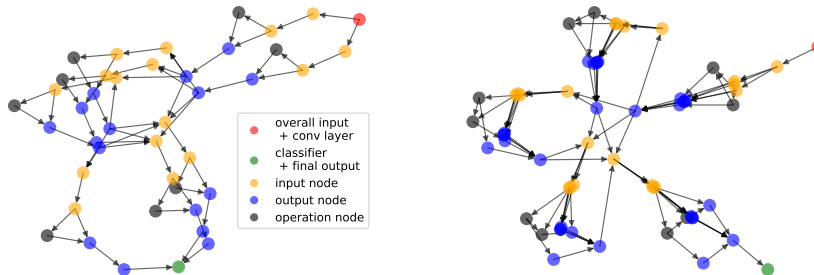 overall input
+ conv layer
classifier
+ final output
input node
output node
operation node